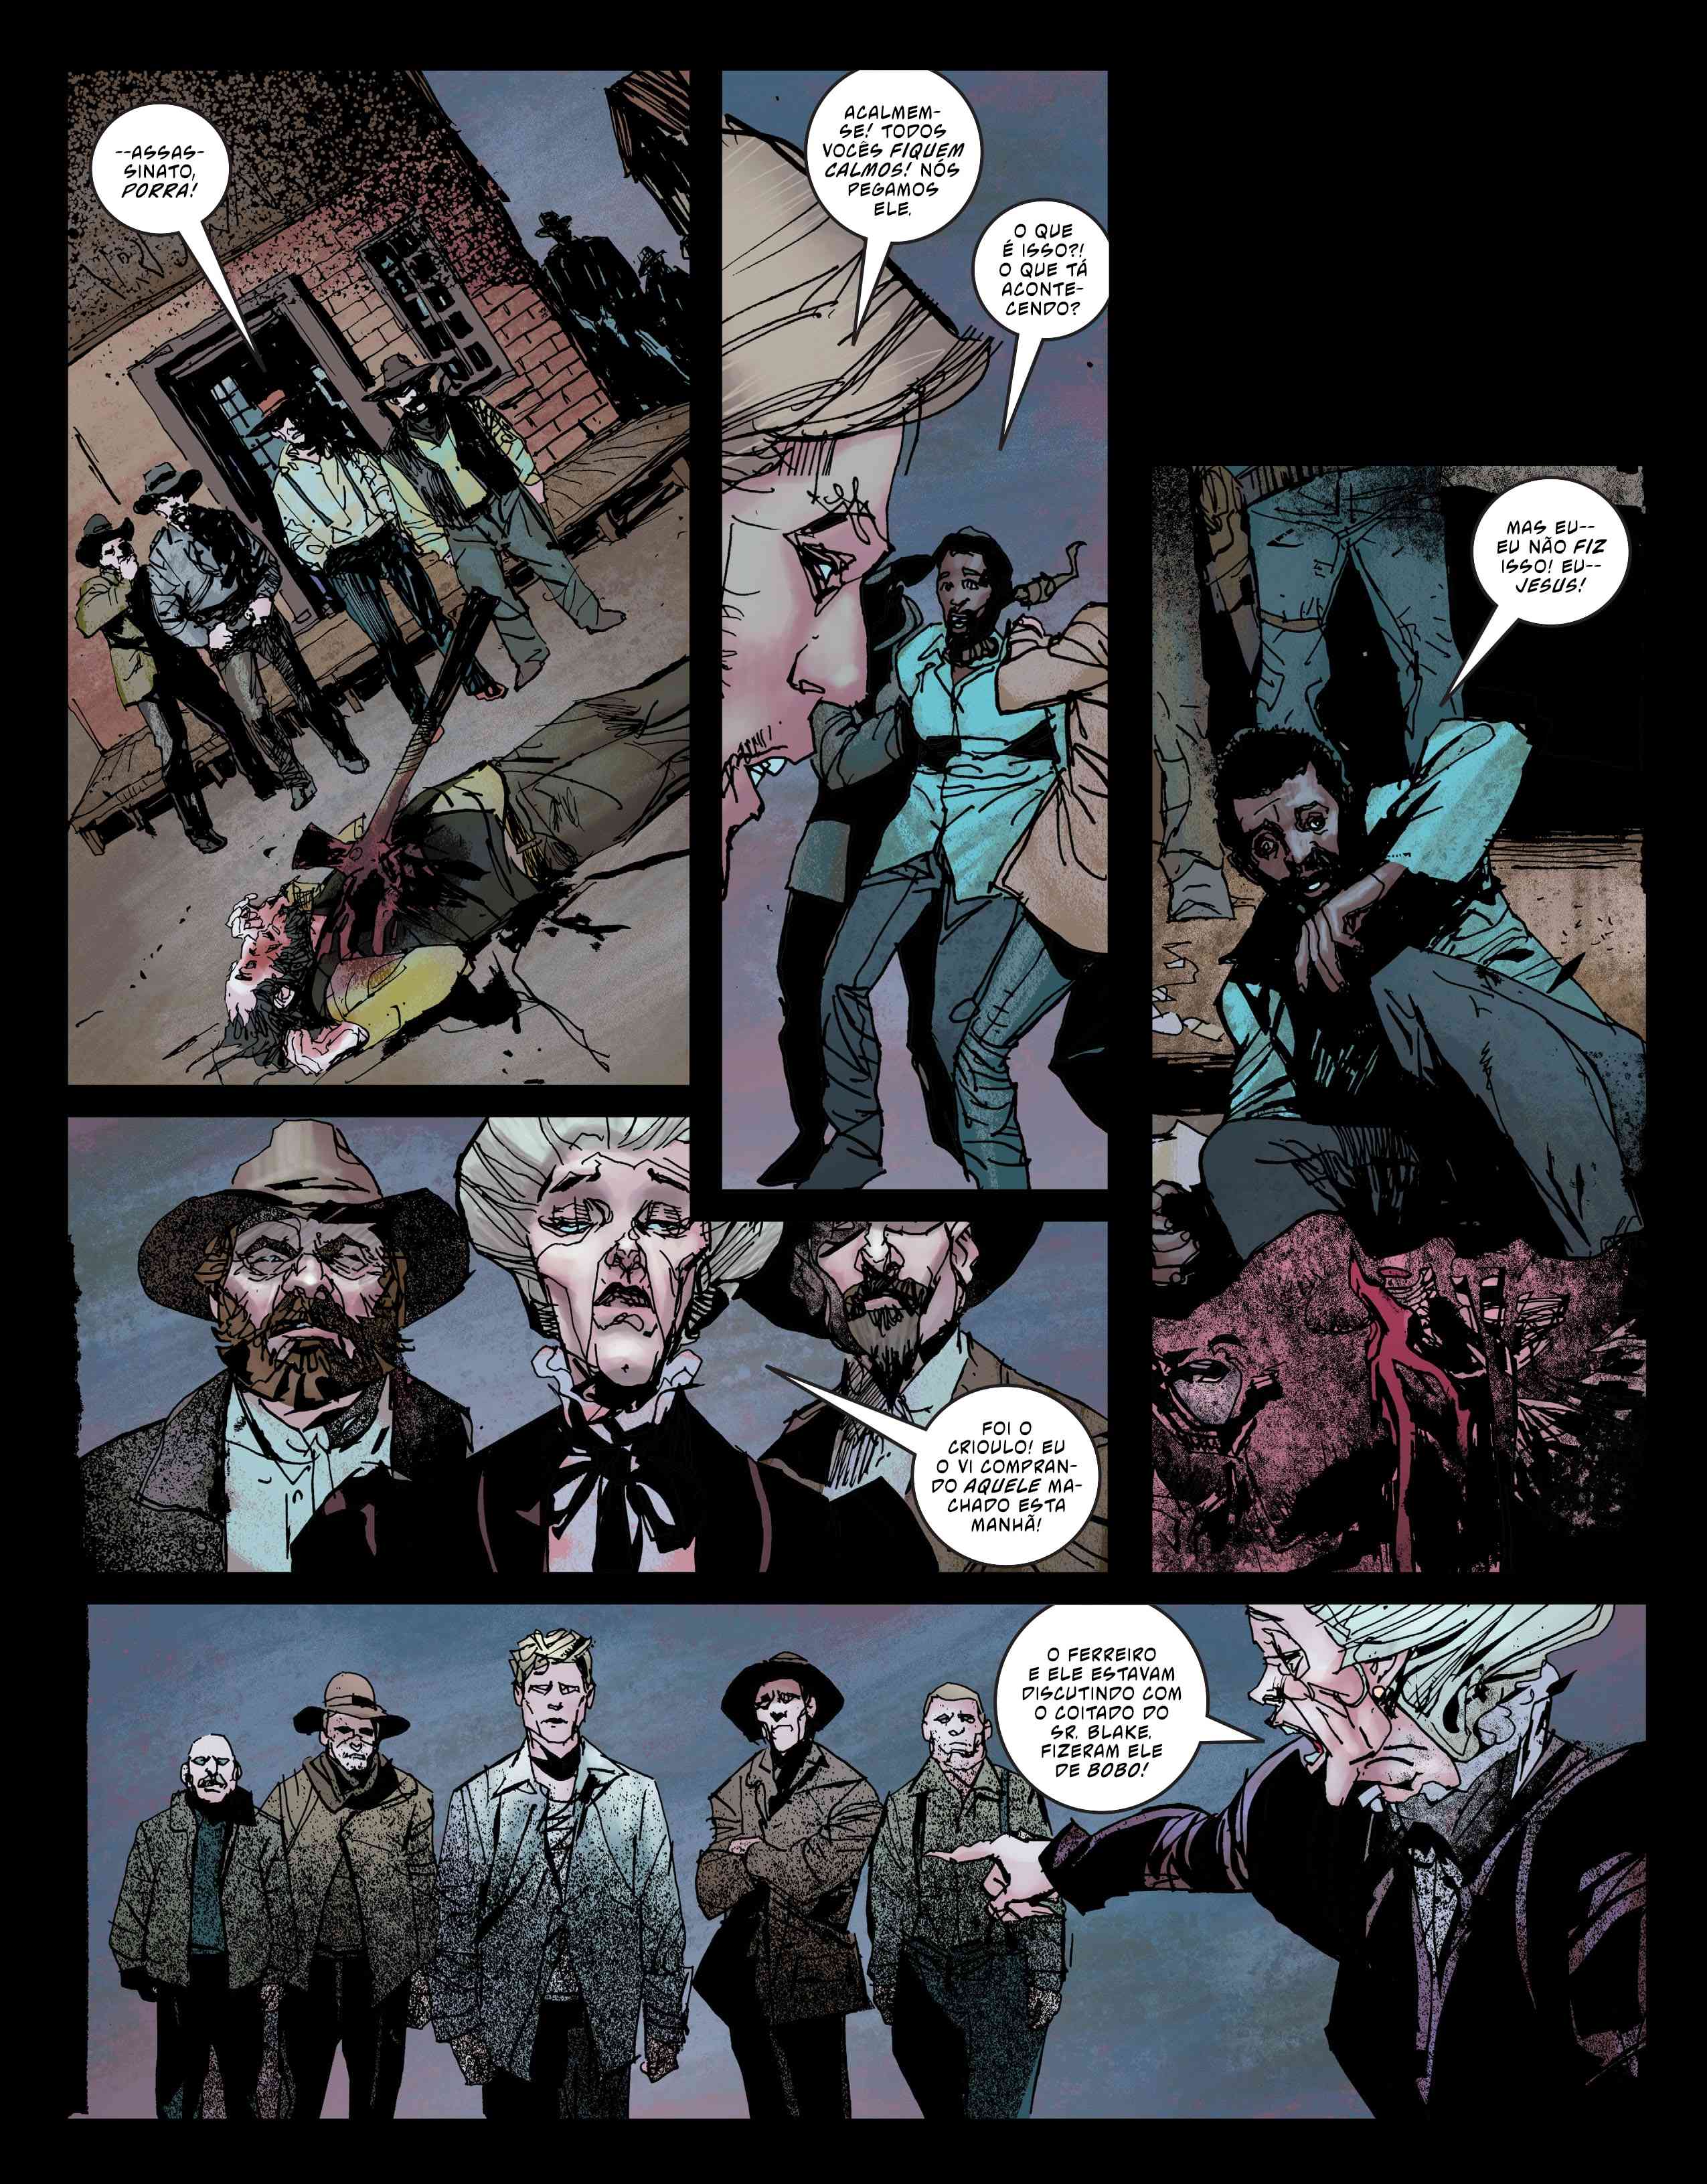 --ASSAS-
SINATO,
PORRA!
ACALMEM-
SE! TODOS
VOCÊS FIQUEM
CALMOS! NÓS
PEGAMOS
ELE.
O QUE
É ISSO?!
O QUE TÁ
ACONTE-
CENDO?
MAS EU--
EU NÃO FIZ
ISSO! EU--
JESUS!
FOI O
CRIOULO! EU
O VI COMPRAN-
DO AQUELE MA-
CHADO ESTA
MANHÃ!
O FERREIRO
E ELE ESTAVAM
DISCUTINDO COM
O COITADO DO
SR. BLAKE.
FIZERAM ELE
DE BOBO!